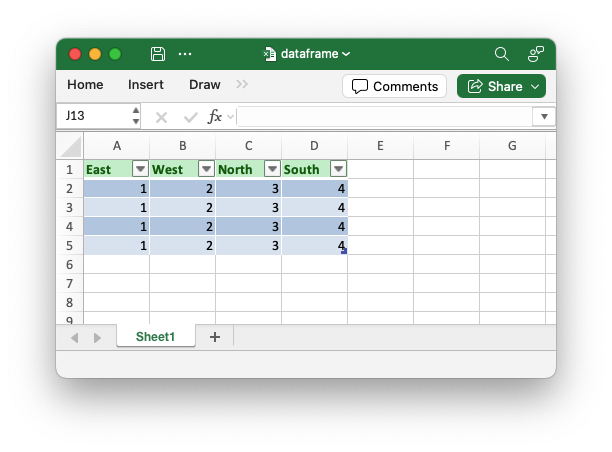 dataframe
Home Insert Draw Comments Share
J13 fx
A B C D E F G
1 East West North South
2 1 2 3 4
3 1 2 3 4
4 1 2 3 4
5 1 2 3 4
6
7
8
9
Sheet1 +